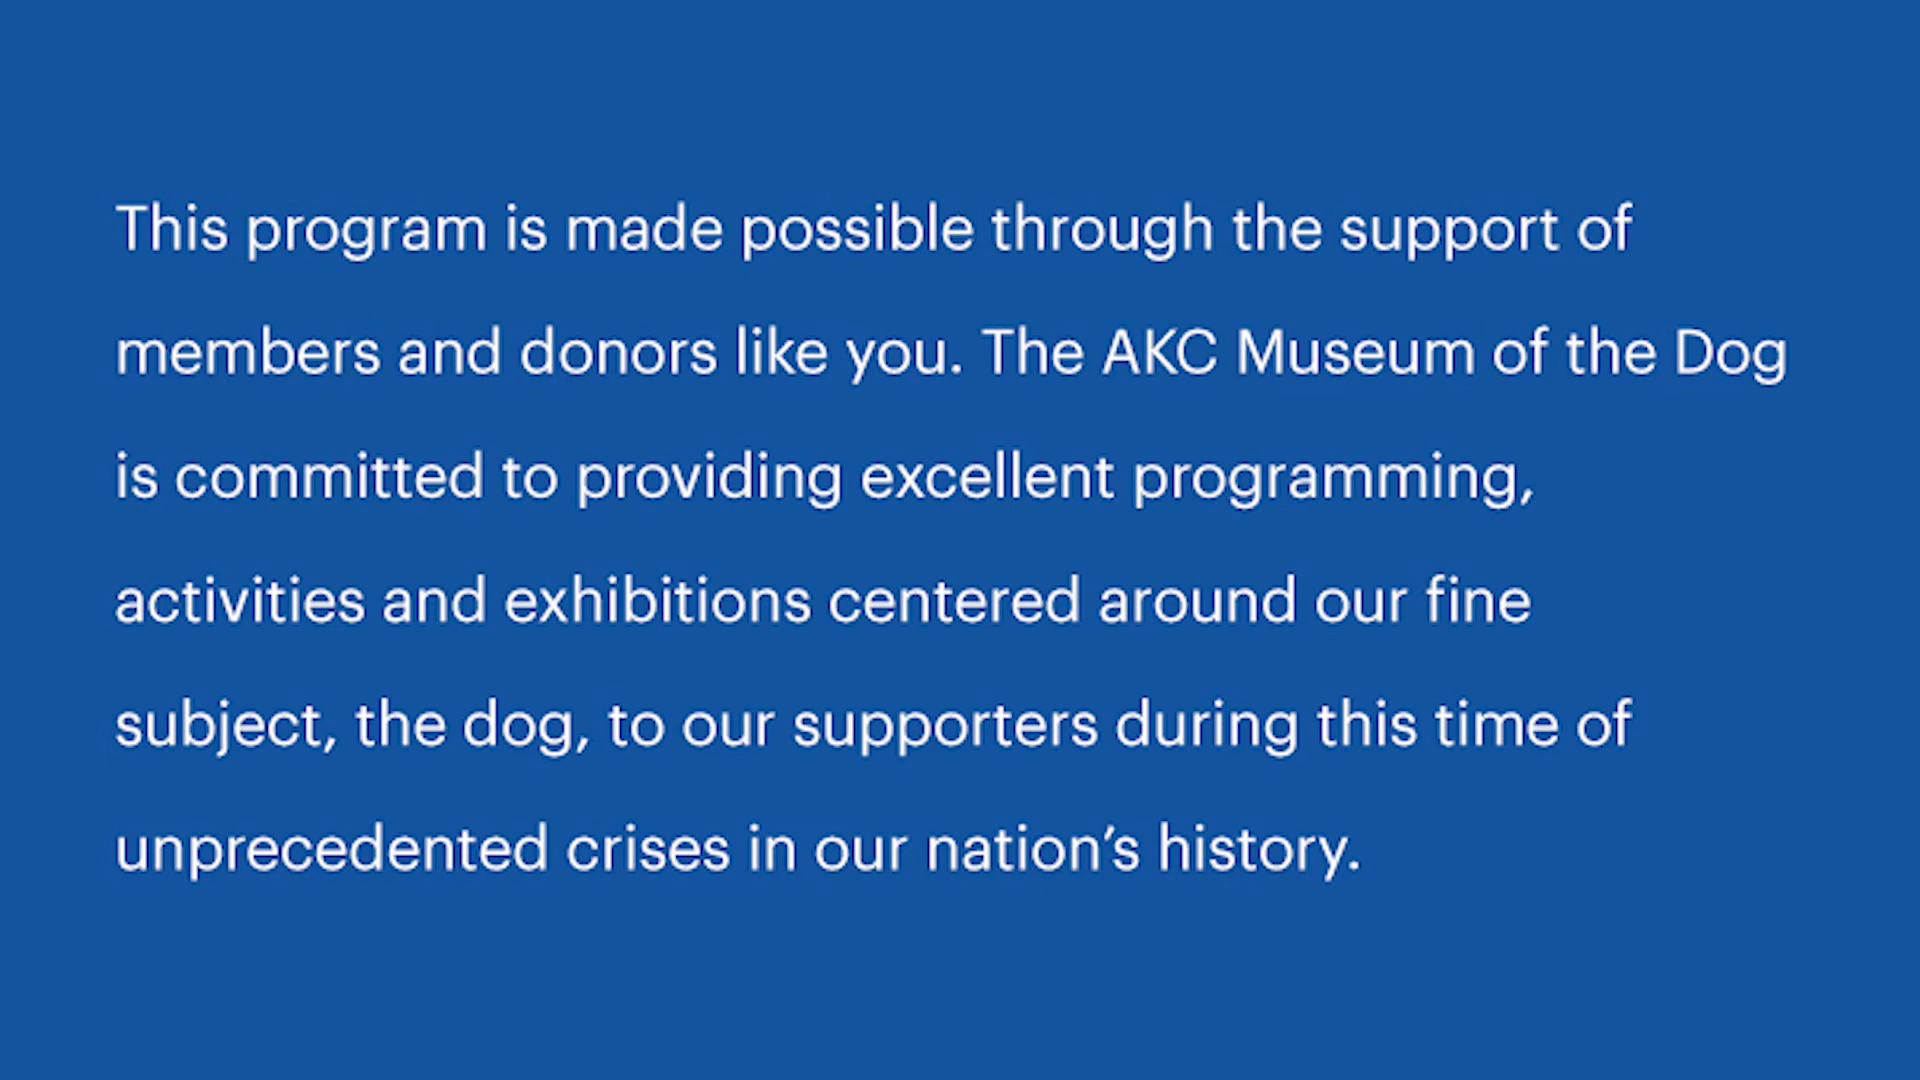 This program is made possible through the support of
members and donors like you. The AKC Museum of the Dog
is committed to providing excellent programming,
activities and exhibitions centered around our fine
subject, the dog, to our supporters during this time of
unprecedented crises in our nation’s history.